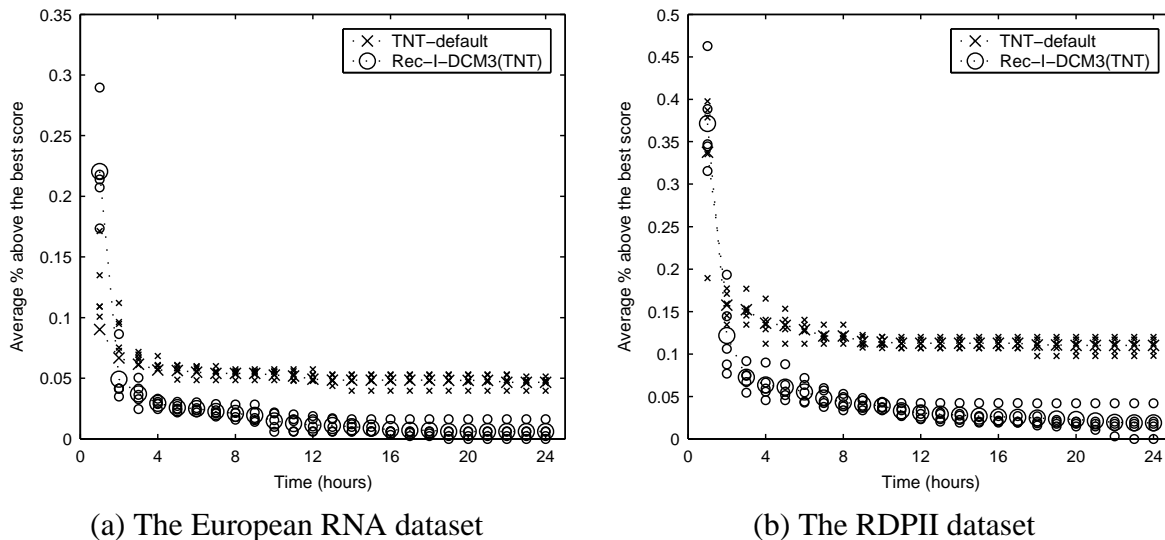 TNT−default
Rec−I−DCM3(TNT)
Average % above the best score
0.35
0.3
0.25
0.2
0.15
0.1
0.05
0
0 4 8 12 16 20 24
Time (hours)
(a) The European RNA dataset
TNT−default
Rec−I−DCM3(TNT)
Average % above the best score
0.5
0.45
0.4
0.35
0.3
0.25
0.2
0.15
0.1
0.05
0
0 4 8 12 16 20 24
Time (hours)
(b) The RDPII dataset